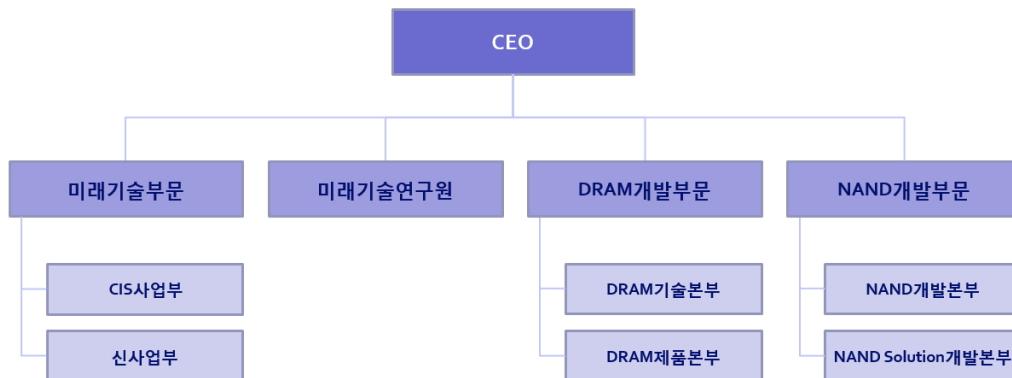 CEO
미래기술부문
미래기술연구원
DRAM개발부문
NAND개발부문
CIS사업부
DRAM기술본부
NAND개발본부
신사업부
DRAM제품본부
NAND Solution개발본부